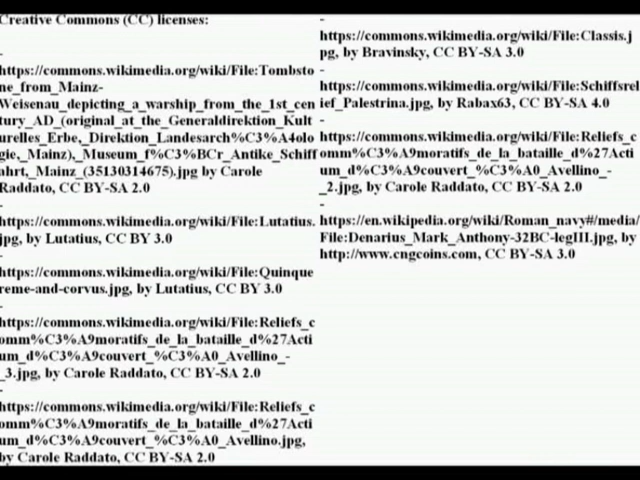 Creative Commons (CC) licenses:
-
https://commons.wikimedia.org/wiki/File:Tombsto
ne_from_Mainz-
Weisenau_depicting_a_warship_from_the_1st_cen
tury_AD_(original_at_the_Generaldirektion_Kult
urelles_Erbe,_Direktion_Landesarch%C3%A4olo
gie,_Mainz),_Museum_f%C3%BCr_Antike_Schiff
ahrt,_Mainz_(35130314675).jpg by Carole
Raddato, CC BY-SA 2.0
-
https://commons.wikimedia.org/wiki/File:Lutatius.
jpg, by Lutatius, CC BY 3.0
-
https://commons.wikimedia.org/wiki/File:Quinque
reme-and-corvus.jpg, by Lutatius, CC BY 3.0
-
https://commons.wikimedia.org/wiki/File:Reliefs_c
omm%C3%A9moratifs_de_la_bataille_d%27Acti
um_d%C3%A9couvert_%C3%A0_Avellino_-
_3.jpg, by Carole Raddato, CC BY-SA 2.0
-
https://commons.wikimedia.org/wiki/File:Reliefs_c
omm%C3%A9moratifs_de_la_bataille_d%27Acti
um_d%C3%A9couvert_%C3%A0_Avellino.jpg,
by Carole Raddato, CC BY-SA 2.0
-
https://commons.wikimedia.org/wiki/File:Classis.j
pg, by Bravinsky, CC BY-SA 3.0
-
https://commons.wikimedia.org/wiki/File:Schiffsrel
ief_Palestrina.jpg, by Rabax63, CC BY-SA 4.0
-
https://commons.wikimedia.org/wiki/File:Reliefs_c
omm%C3%A9moratifs_de_la_bataille_d%27Acti
um_d%C3%A9couvert_%C3%A0_Avellino_-
_2.jpg, by Carole Raddato, CC BY-SA 2.0
-
https://en.wikipedia.org/wiki/Roman_navy#/media/
File:Denarius_Mark_Anthony-32BC-legIII.jpg, by
http://www.cngcoins.com, CC BY-SA 3.0